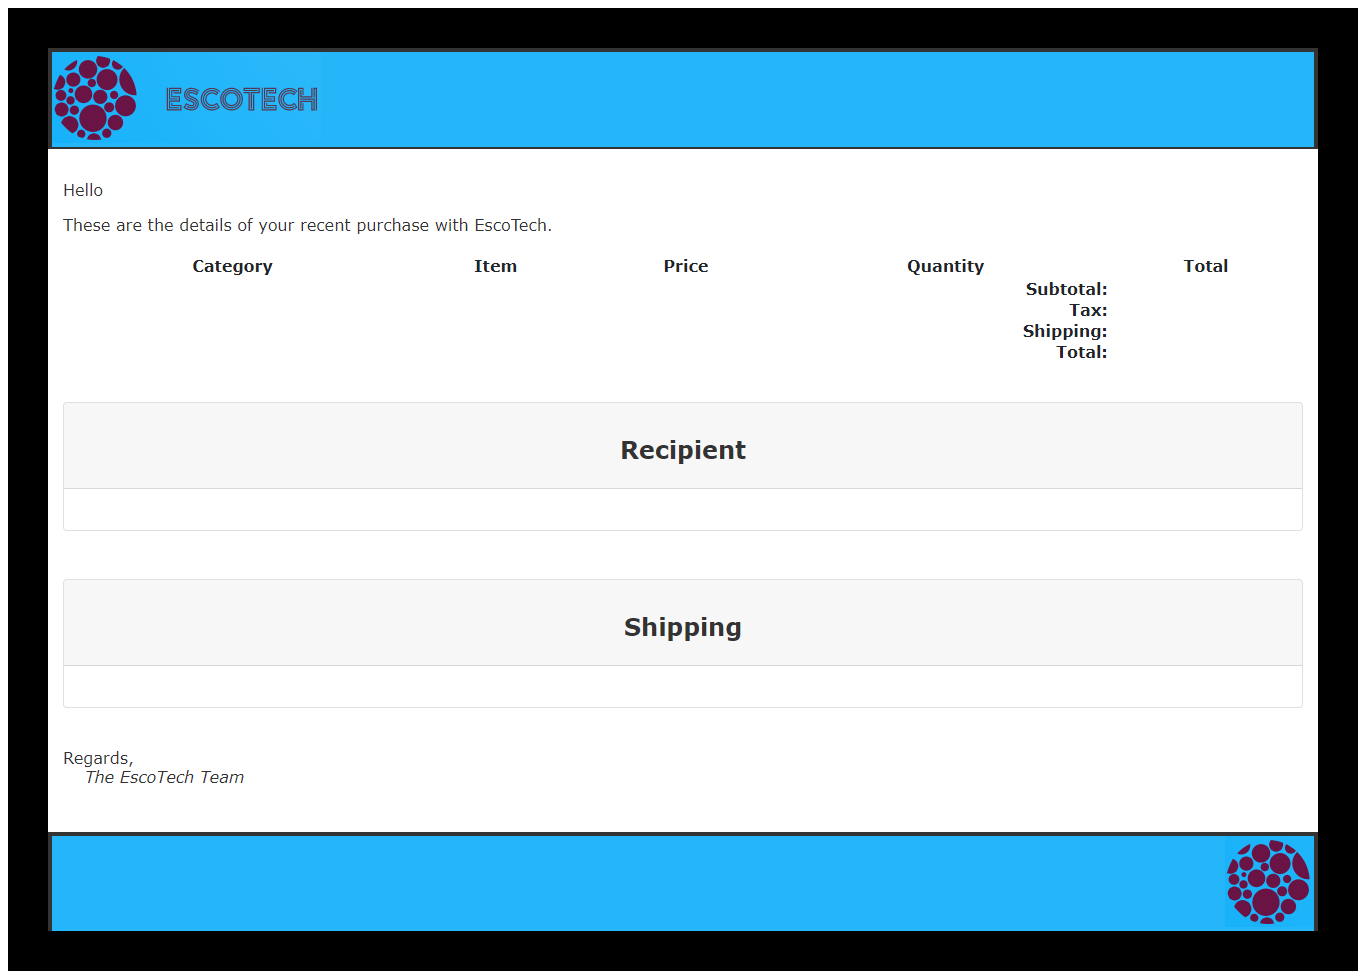 ESCOTECH
Hello
These are the details of your recent purchase with EscoTech.
Category Item Price Quantity Total
Subtotal:
Tax:
Shipping:
Total:
Recipient
Shipping
Regards,
The EscoTech Team